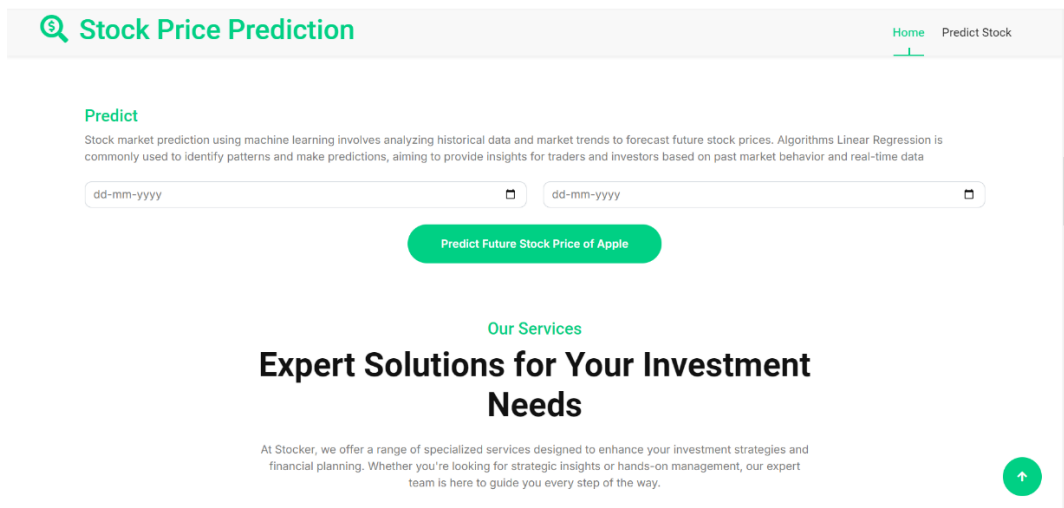 Stock Price Prediction
Home Predict Stock
Predict
Stock market prediction using machine learning involves analyzing historical data and market trends to forecast future stock prices. Algorithms Linear Regression is
commonly used to identify patterns and make predictions, aiming to provide insights for traders and investors based on past market behavior and real-time data
dd-mm-yyyy dd-mm-yyyy
Predict Future Stock Price of Apple
Our Services
Expert Solutions for Your Investment
Needs
At Stocker, we offer a range of specialized services designed to enhance your investment strategies and
financial planning. Whether you're looking for strategic insights or hands-on management, our expert
team is here to guide you every step of the way.